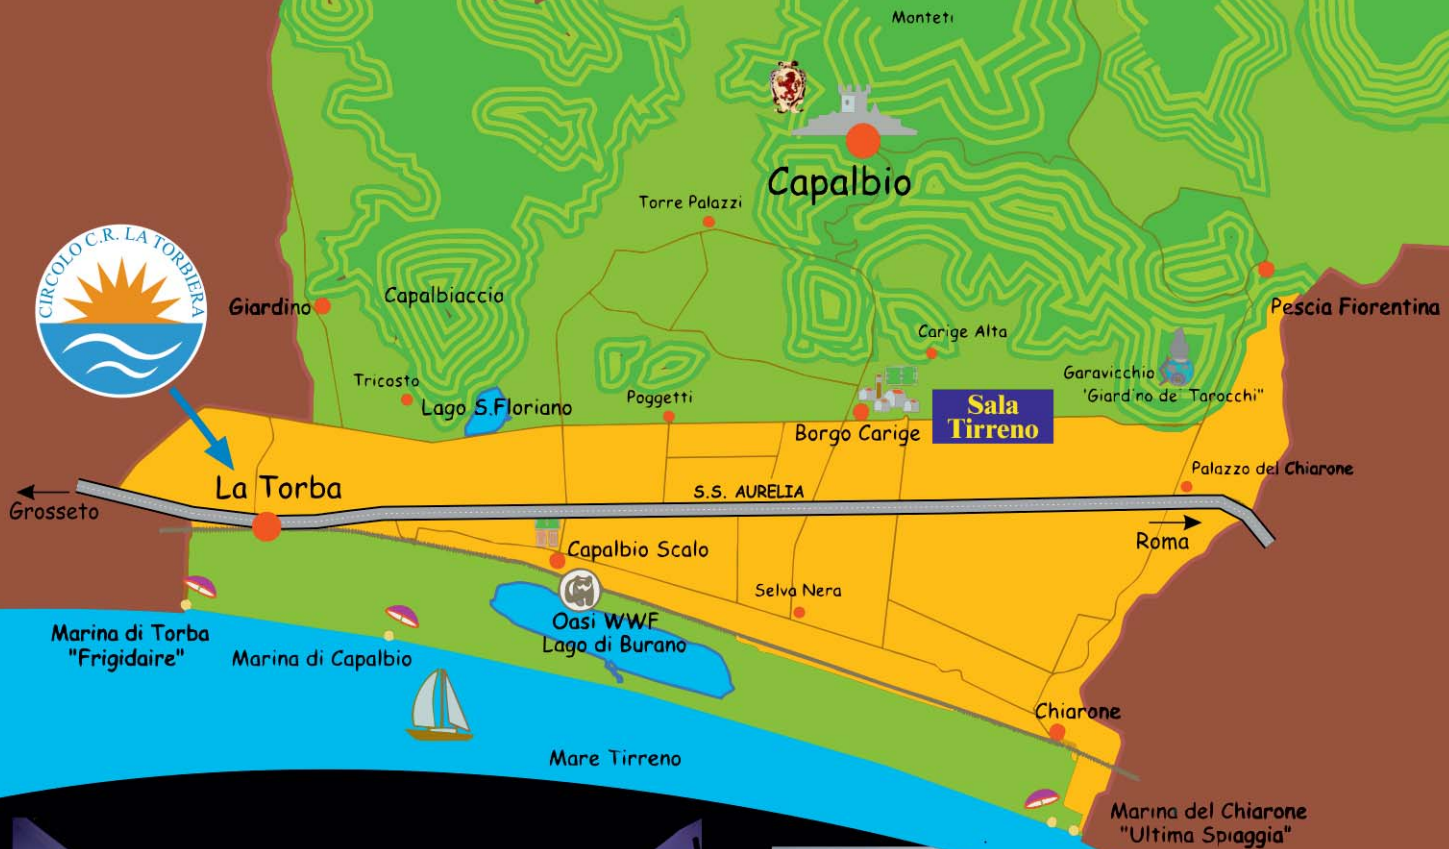 Monteti
Capalbio
Torre Palazzi
CIRCOLO C.R. LA TORBIERA
Giardino
Capalbiaccio
Pescia Fiorentina
Carige Alta
Garavicchio
'Giardino de' Tarocchi"
Tricosto
Lago S.Floriano
Poggetti
Borgo Carige
Sala
Tirreno
Palazzo del Chiarone
La Torba
S.S. AURELIA
Grosseto
Roma
Capalbio Scalo
Selva Nera
Oasi WWF
Lago di Burano
Marina di Torba
"Frigidaire"
Marina di Capalbio
Chiarone
Mare Tirreno
Marina del Chiarone
"Ultima Spiaggia"